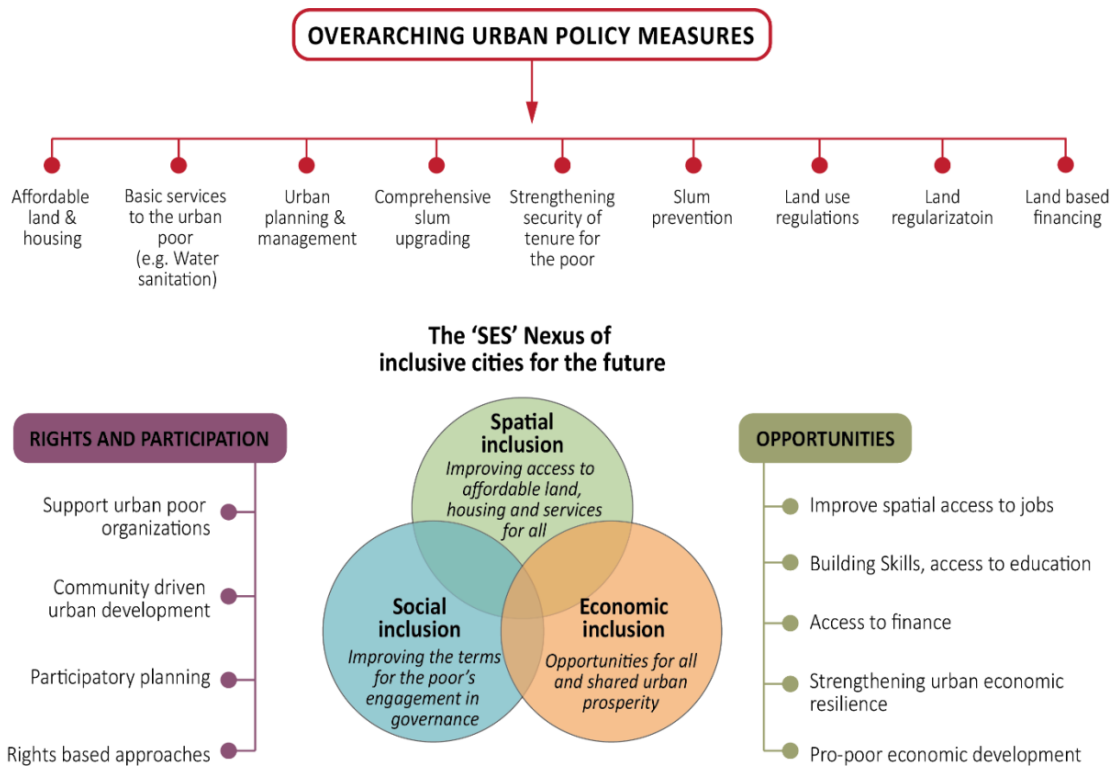 OVERARCHING URBAN POLICY MEASURES
Affordable
land &
housing
Basic services
to the urban
poor
(e.g. Water
sanitation)
Urban
planning &
management
Comprehensive
slum
upgrading
Strengthening
security of
tenure for
the poor
Slum
prevention
Land use
regulations
Land
regularizatoin
Land based
financing
The ‘SES’ Nexus of
inclusive cities for the future
RIGHTS AND PARTICIPATION
Support urban poor
organizations
Community driven
urban development
Participatory planning
Rights based approaches
Spatial
inclusion
Improving access to
affordable land,
housing and services
for all
Social
inclusion
Improving the terms
for the poor’s
engagement in
governance
Economic
inclusion
Opportunities for all
and shared urban
prosperity
OPPORTUNITIES
Improve spatial access to jobs
Building Skills, access to education
Access to finance
Strengthening urban economic
resilience
Pro-poor economic development